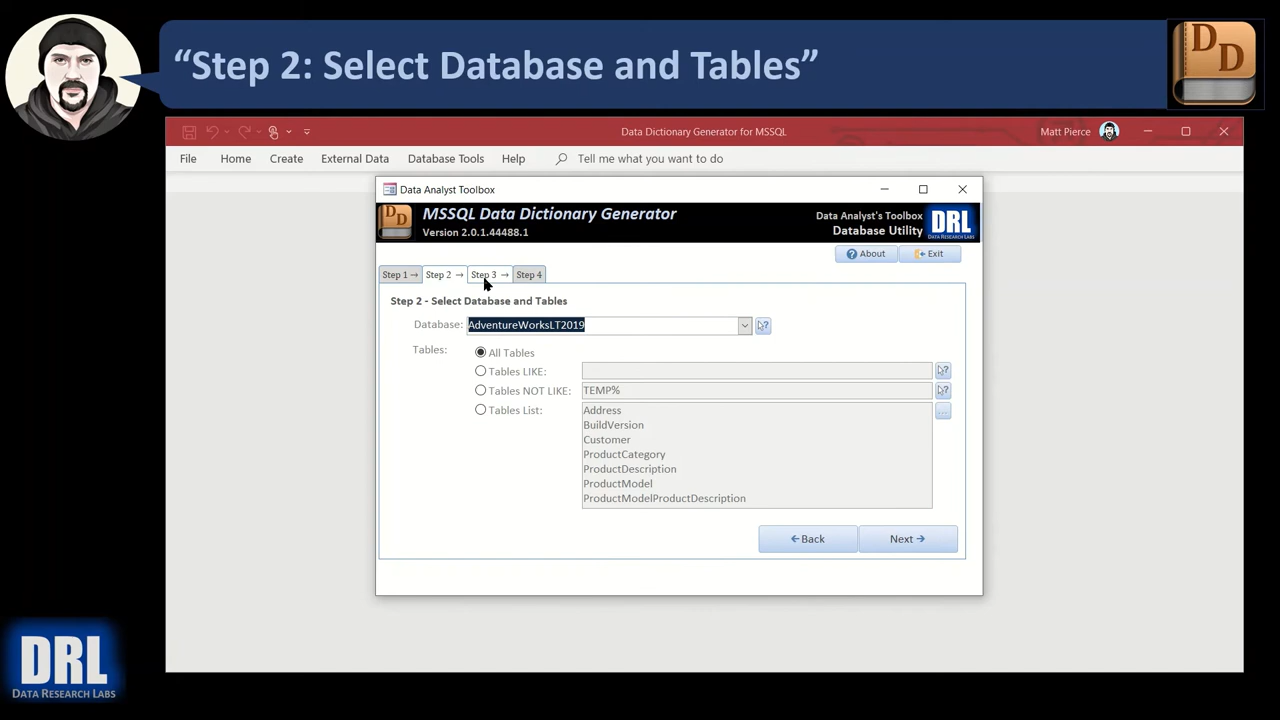 “Step 2: Select Database and Tables”
DD
Data Dictionary Generator for MSSQL
Matt Pierce
File Home Create External Data Database Tools Help Tell me what you want to do
Data Analyst Toolbox
DD
MSSQL Data Dictionary Generator
Version 2.0.1.44488.1
Data Analyst's Toolbox
Database Utility
DRL
DATA RESEARCH LABS
? About
Exit
Step 1 → Step 2 → Step 3 → Step 4
Step 2 - Select Database and Tables
Database: AdventureWorksLT2019
Tables: All Tables
Tables LIKE:
Tables NOT LIKE: TEMP%
Tables List: Address
BuildVersion
Customer
ProductCategory
ProductDescription
ProductModel
ProductModelProductDescription
← Back Next →
DRL
DATA RESEARCH LABS